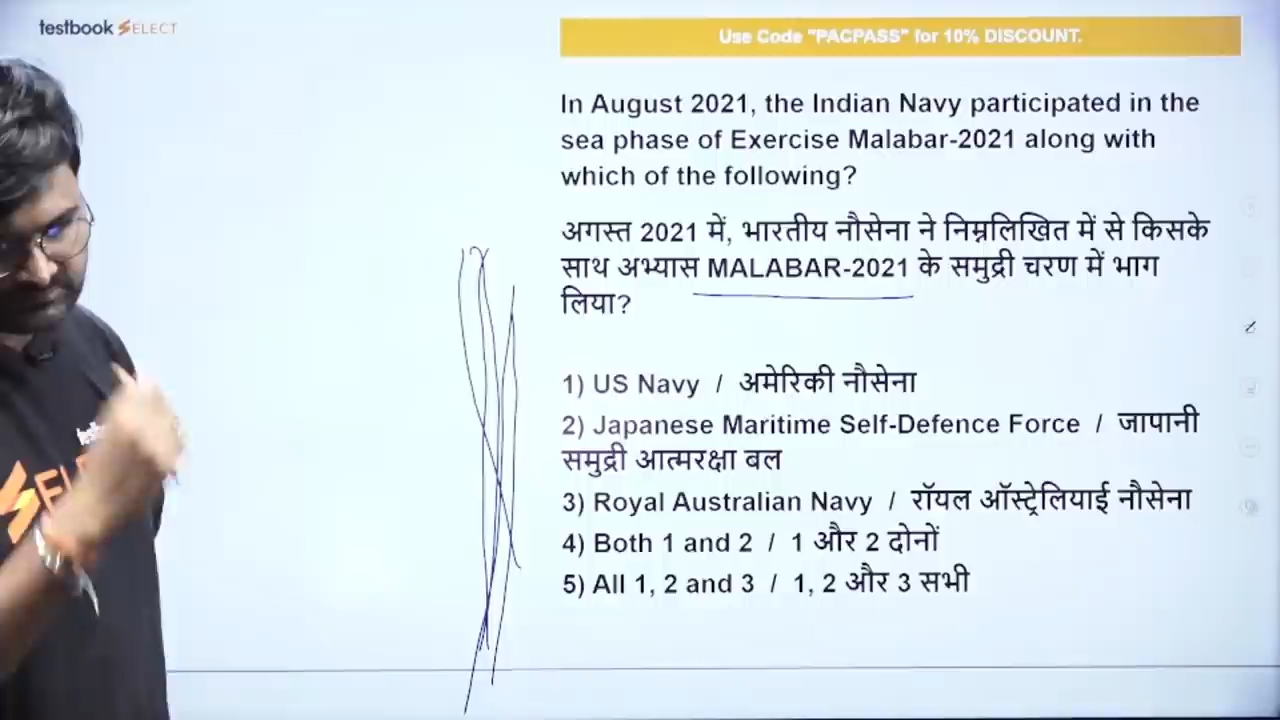 testbook SELECT
Use Code "PACPASS" for 10% DISCOUNT.
In August 2021, the Indian Navy participated in the
sea phase of Exercise Malabar-2021 along with
which of the following?
अगस्त 2021 में, भारतीय नौसेना ने निम्नलिखित में से किसके
साथ अभ्यास MALABAR-2021 के समुद्री चरण में भाग
लिया?
1) US Navy / अमेरिकी नौसेना
2) Japanese Maritime Self-Defence Force / जापानी
समुद्री आत्मरक्षा बल
3) Royal Australian Navy / रॉयल ऑस्ट्रेलियाई नौसेना
4) Both 1 and 2 / 1 और 2 दोनों
5) All 1, 2 and 3 / 1, 2 और 3 सभी